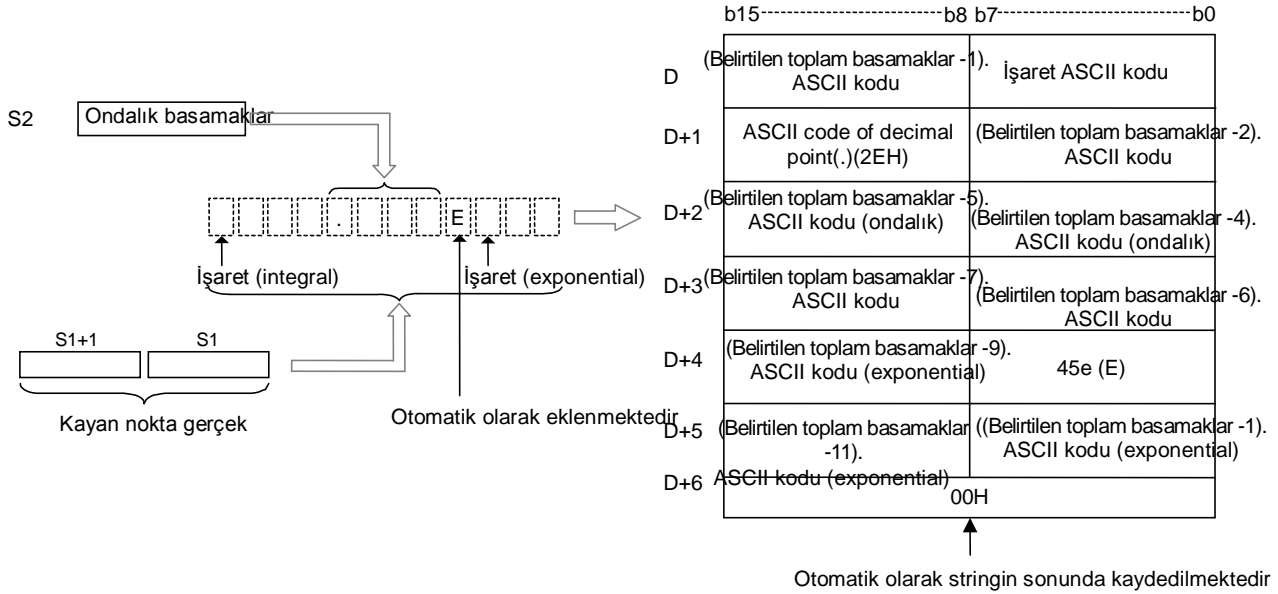 b15 b8 b7 b0
D
(Belirtilen toplam basamaklar -1).
ASCII kodu
İşaret ASCII kodu
S2
Ondalık basamaklar
D+1
ASCII code of decimal
point(.)(2EH)
(Belirtilen toplam basamaklar -2).
ASCII kodu
D+2
(Belirtilen toplam basamaklar -5).
ASCII kodu (ondalık)
(Belirtilen toplam basamaklar -4).
ASCII kodu (ondalık)
. E
İşaret (integral)
İşaret (exponential)
D+3
(Belirtilen toplam basamaklar -7).
ASCII kodu
(Belirtilen toplam basamaklar -6).
ASCII kodu
S1+1 S1
D+4
(Belirtilen toplam basamaklar -9).
ASCII kodu (exponential)
45e (E)
Kayan nokta gerçek
Otomatik olarak eklenmektedir
D+5
(Belirtilen toplam basamaklar
-11).
ASCII kodu (exponential)
((Belirtilen toplam basamaklar -1).
ASCII kodu (exponential)
D+6
00H
Otomatik olarak stringin sonunda kaydedilmektedir